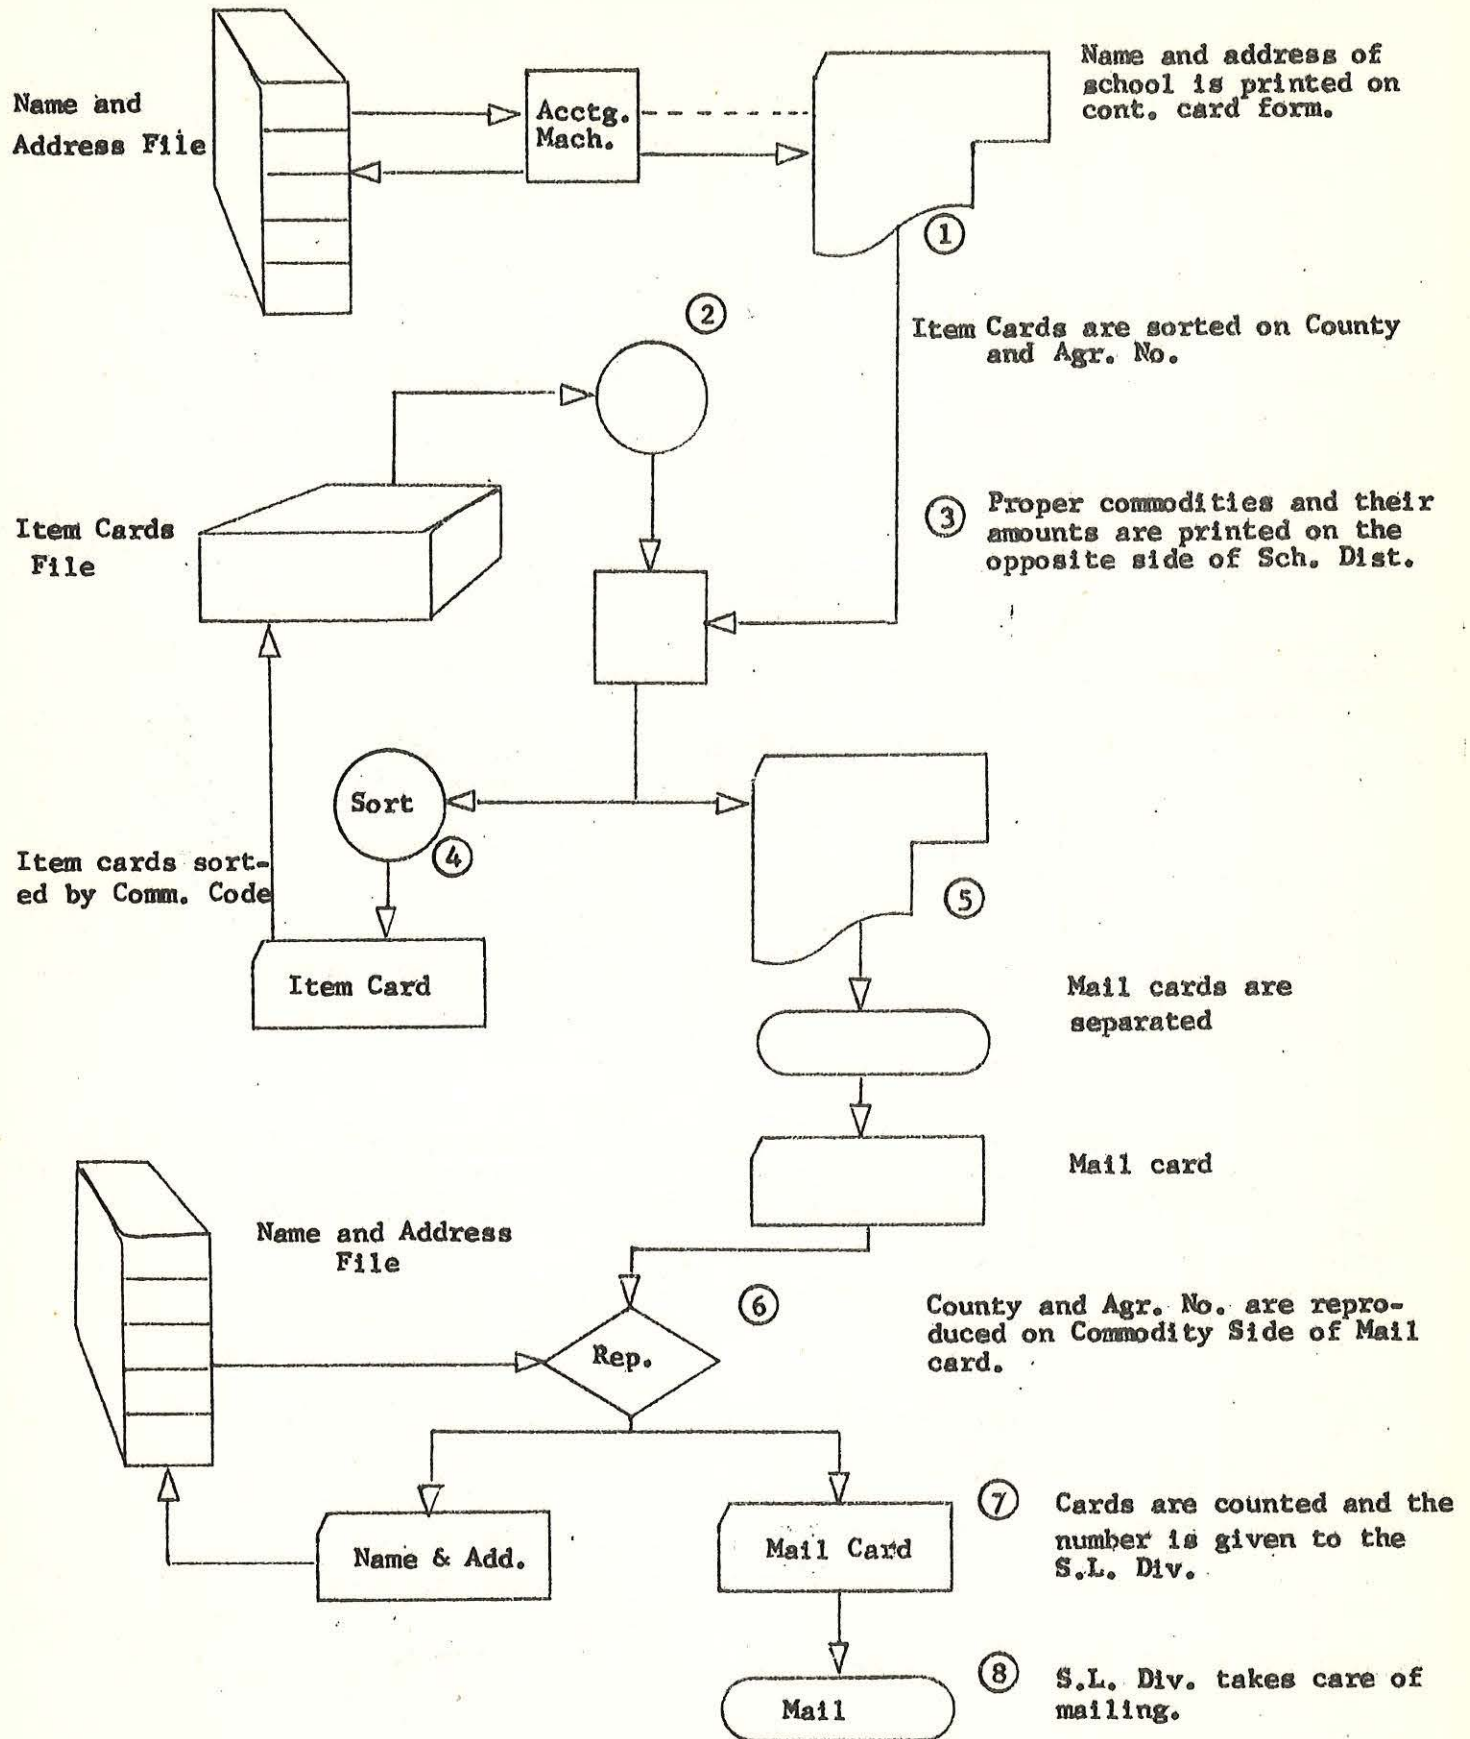 Name and
Address File
Acctg.
Mach.
Name and address of
school is printed on
cont. card form.
1
2
Item Cards are sorted on County
and Agr. No.
Item Cards
File
3
Proper commodities and their
amounts are printed on the
opposite side of Sch. Dist.
Sort
4
Item cards sort-
ed by Comm. Code
5
Item Card
Mail cards are
separated
Mail card
Name and Address
File
6
County and Agr. No. are repro-
duced on Commodity Side of Mail
card.
Rep.
Name & Add.
Mail Card
7
Cards are counted and the
number is given to the
S.L. Div.
8
S.L. Div. takes care of
mailing.
Mail